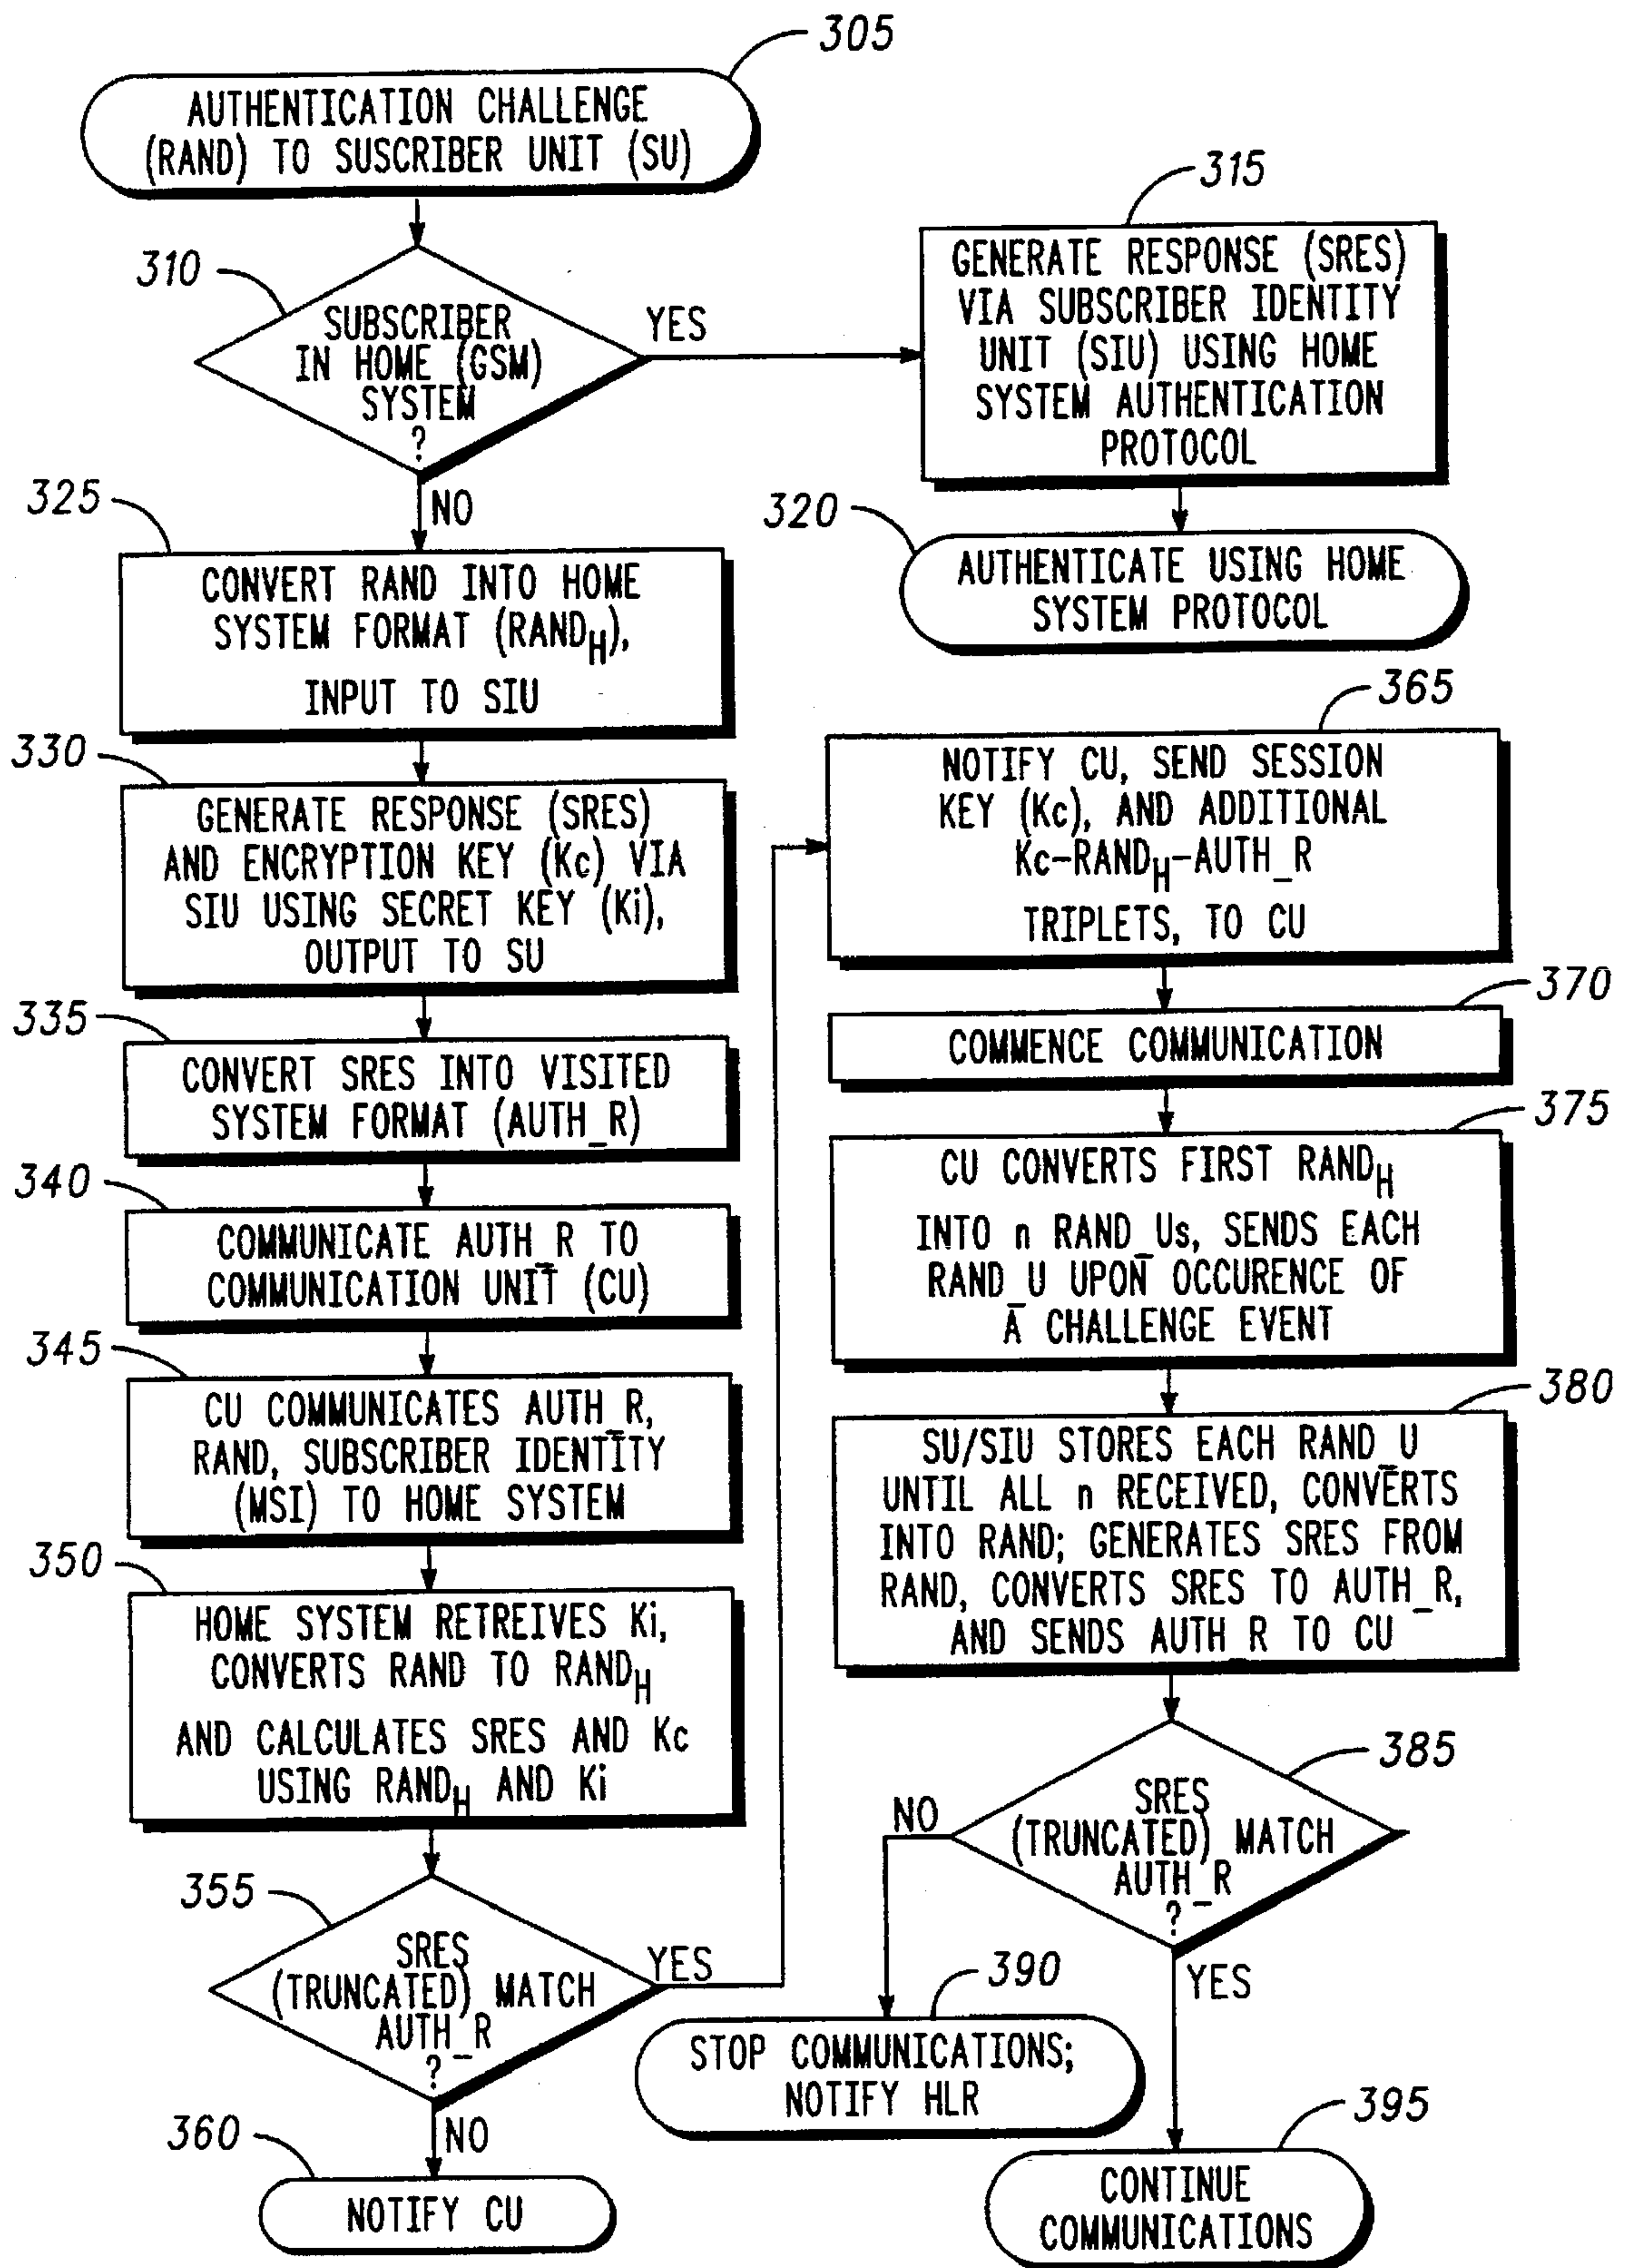 305
AUTHENTICATION CHALLENGE
(RAND) TO SUSCRIBER UNIT (SU)
310
SUBSCRIBER
IN HOME (GSM)
SYSTEM
?
YES
NO
315
GENERATE RESPONSE (SRES)
VIA SUBSCRIBER IDENTITY
UNIT (SIU) USING HOME
SYSTEM AUTHENTICATION
PROTOCOL
320
AUTHENTICATE USING HOME
SYSTEM PROTOCOL
325
CONVERT RAND INTO HOME
SYSTEM FORMAT (RANDH),
INPUT TO SIU
330
GENERATE RESPONSE (SRES)
AND ENCRYPTION KEY (Kc) VIA
SIU USING SECRET KEY (Ki),
OUTPUT TO SU
335
CONVERT SRES INTO VISITED
SYSTEM FORMAT (AUTH_R)
340
COMMUNICATE AUTH_R TO
COMMUNICATION UNIT (CU)
345
CU COMMUNICATES AUTH_R,
RAND, SUBSCRIBER IDENTITY
(MSI) TO HOME SYSTEM
350
HOME SYSTEM RETREIVES Ki,
CONVERTS RAND TO RANDH
AND CALCULATES SRES AND Kc
USING RANDH AND Ki
355
SRES
(TRUNCATED) MATCH
AUTH_R
?
YES
NO
360
NOTIFY CU
365
NOTIFY CU, SEND SESSION
KEY (Kc), AND ADDITIONAL
Kc-RANDH-AUTH_R
TRIPLETS, TO CU
370
COMMENCE COMMUNICATION
375
CU CONVERTS FIRST RANDH
INTO n RAND_Us, SENDS EACH
RAND_U UPON OCCURENCE OF
A CHALLENGE EVENT
380
SU/SIU STORES EACH RAND_U
UNTIL ALL n RECEIVED, CONVERTS
INTO RAND; GENERATES SRES FROM
RAND, CONVERTS SRES TO AUTH_R,
AND SENDS AUTH_R TO CU
385
SRES
(TRUNCATED) MATCH
AUTH_R
?
NO
YES
390
STOP COMMUNICATIONS;
NOTIFY HLR
395
CONTINUE
COMMUNICATIONS